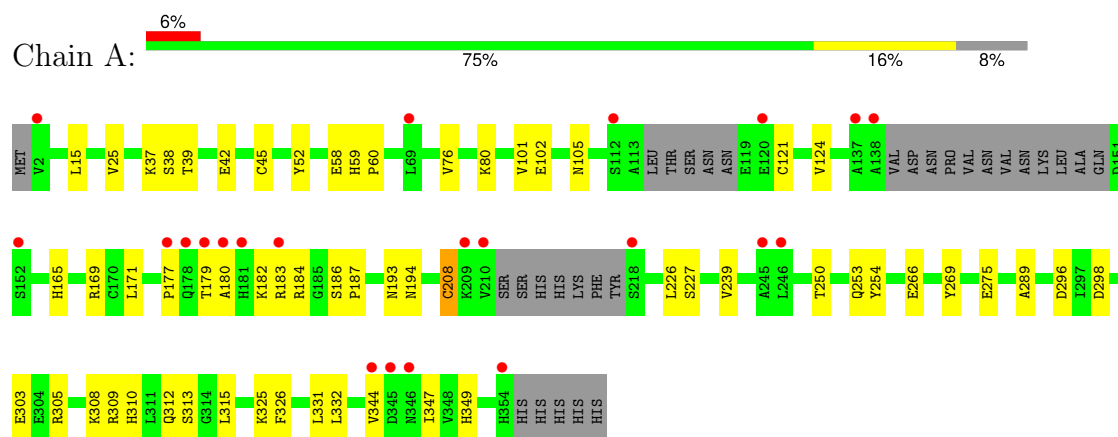 6%
Chain A:
75% 16% 8%
MET V2 L15 V25 K37 S38 T39 E42 C45 Y52 E58 H59 P60 L69 V76 K80 V101 E102 N105 S112 A113 LEU THR SER ASN ASN E119 E120 C121 V124 A137 A138 VAL ASP ASN PRO VAL ASN VAL ASN LYS LEU ALA GLN D151
S152 H165 R169 C170 L171 P177 Q178 T179 A180 H181 K182 R183 R184 G185 S186 P187 N193 N194 C208 K209 V210 SER SER HIS HIS LYS PHE TYR S218 L226 S227 V239 A245 L246 T250 Q253 Y254 E266 Y269 E275 A289 D296 I297 D298
E303 E304 R305 K308 R309 H310 L311 Q312 S313 G314 L315 K325 F326 L331 L332 V344 D345 N346 I347 V348 H349 H354 HIS HIS HIS HIS HIS